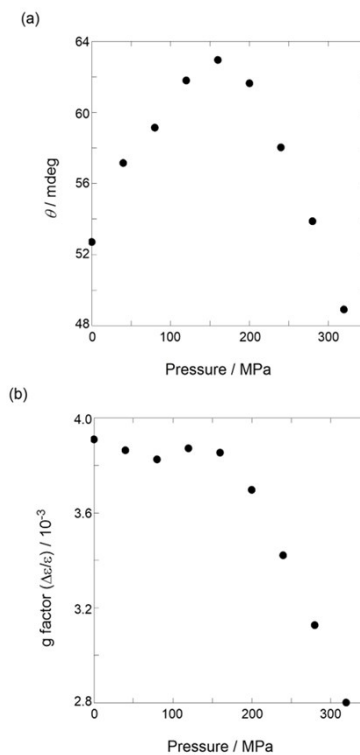 (a)
64
60
56
52
48
θ / mdeg
0
100
200
300
Pressure / MPa
(b)
4.0
3.6
3.2
2.8
g factor (Δε/ε) / 10⁻³
0
100
200
300
Pressure / MPa